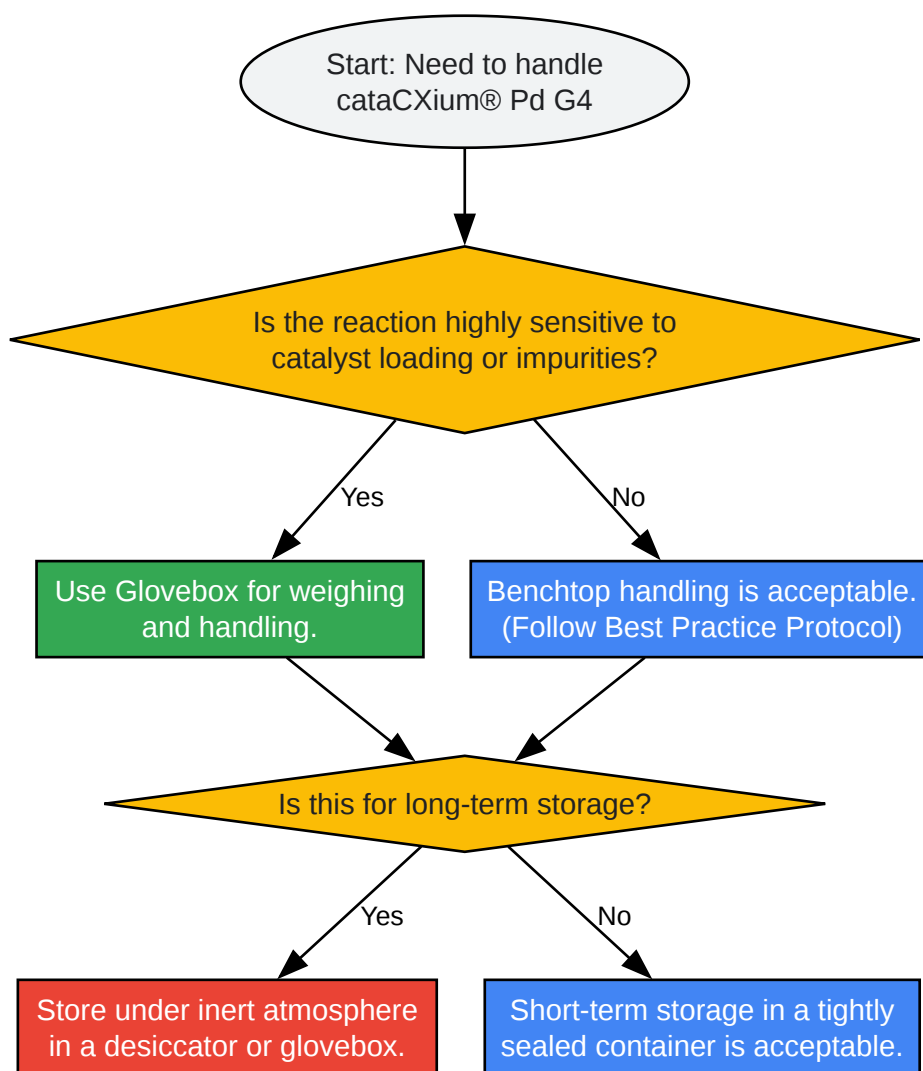 Start: Need to handle
cataCXium® Pd G4
Is the reaction highly sensitive to
catalyst loading or impurities?
Yes
No
Use Glovebox for weighing
and handling.
Benchtop handling is acceptable.
(Follow Best Practice Protocol)
Is this for long-term storage?
Yes
No
Store under inert atmosphere
in a desiccator or glovebox.
Short-term storage in a tightly
sealed container is acceptable.